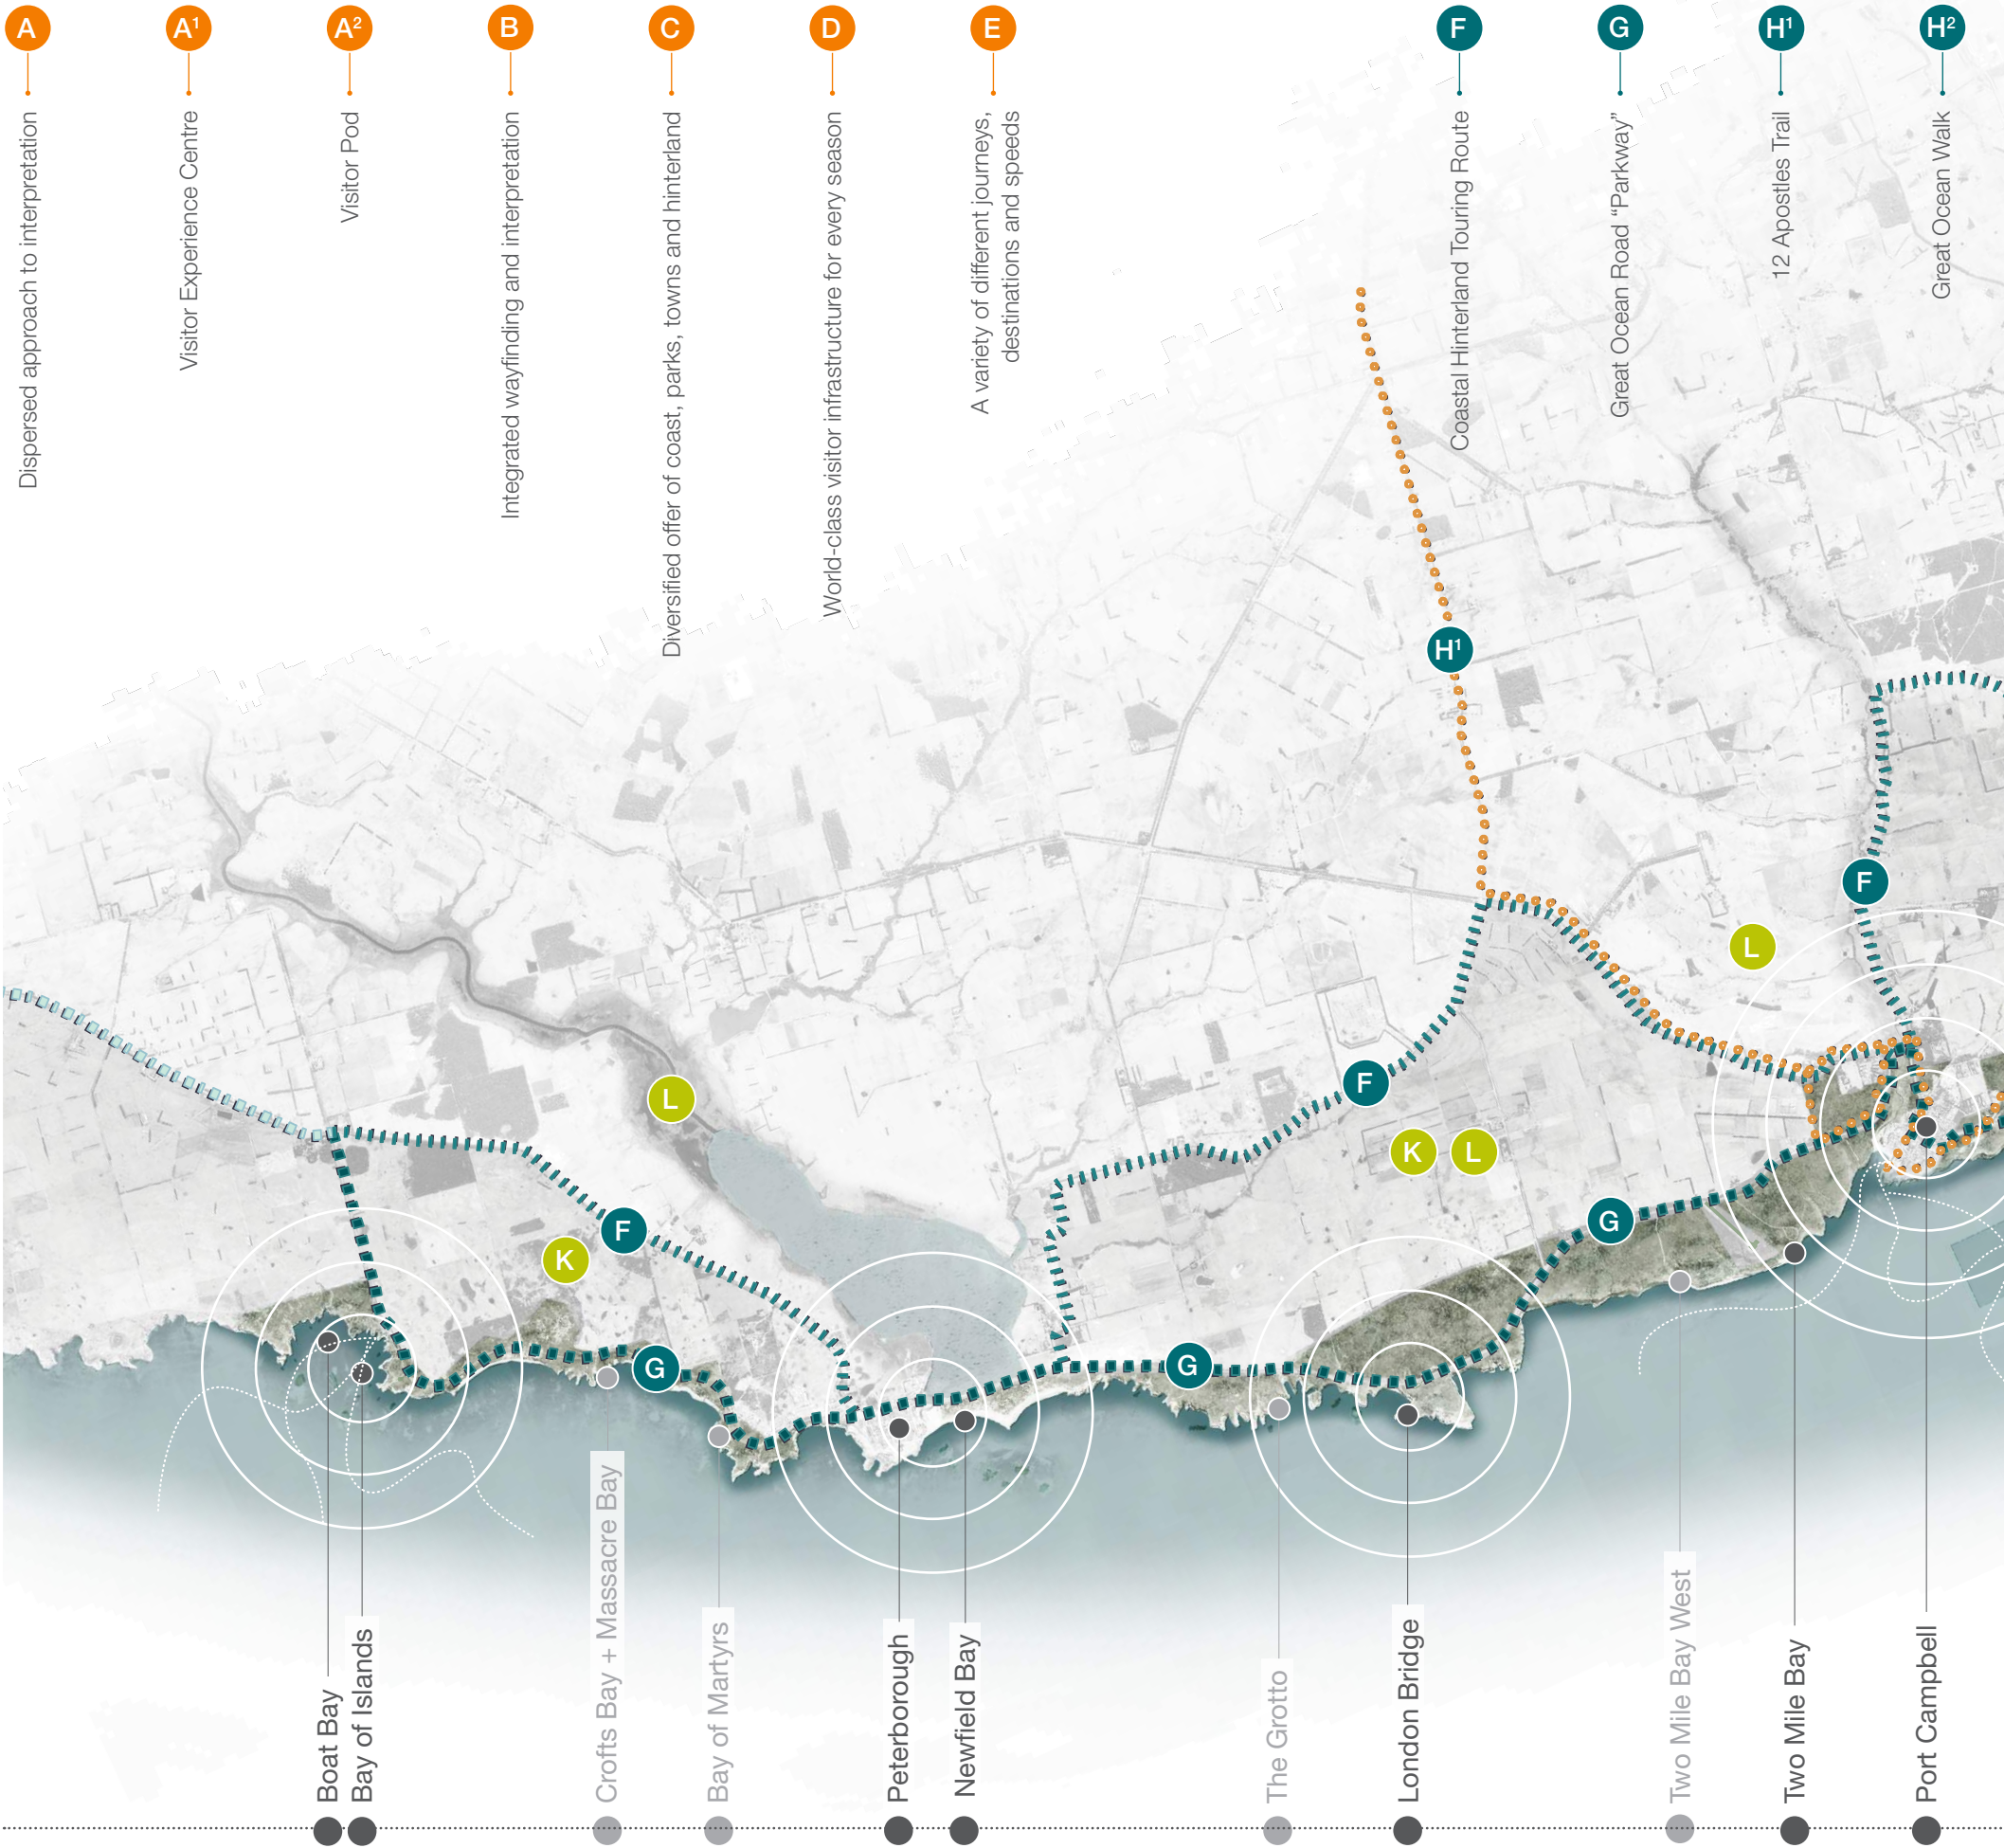 A
A¹
A²
B
C
D
E
F
G
H¹
H²
Dispersed approach to interpretation
Visitor Experience Centre
Visitor Pod
Integrated wayfinding and interpretation
Diversified offer of coast, parks, towns and hinterland
World-class visitor infrastructure for every season
A variety of different journeys,
destinations and speeds
Coastal Hinterland Touring Route
Great Ocean Road “Parkway”
12 Apostles Trail
Great Ocean Walk
H¹
F
L
F
L
K
L
F
K
G
G
G
Boat Bay
Bay of Islands
Crofts Bay + Massacre Bay
Bay of Martyrs
Peterborough
Newfield Bay
The Grotto
London Bridge
Two Mile Bay West
Two Mile Bay
Port Campbell